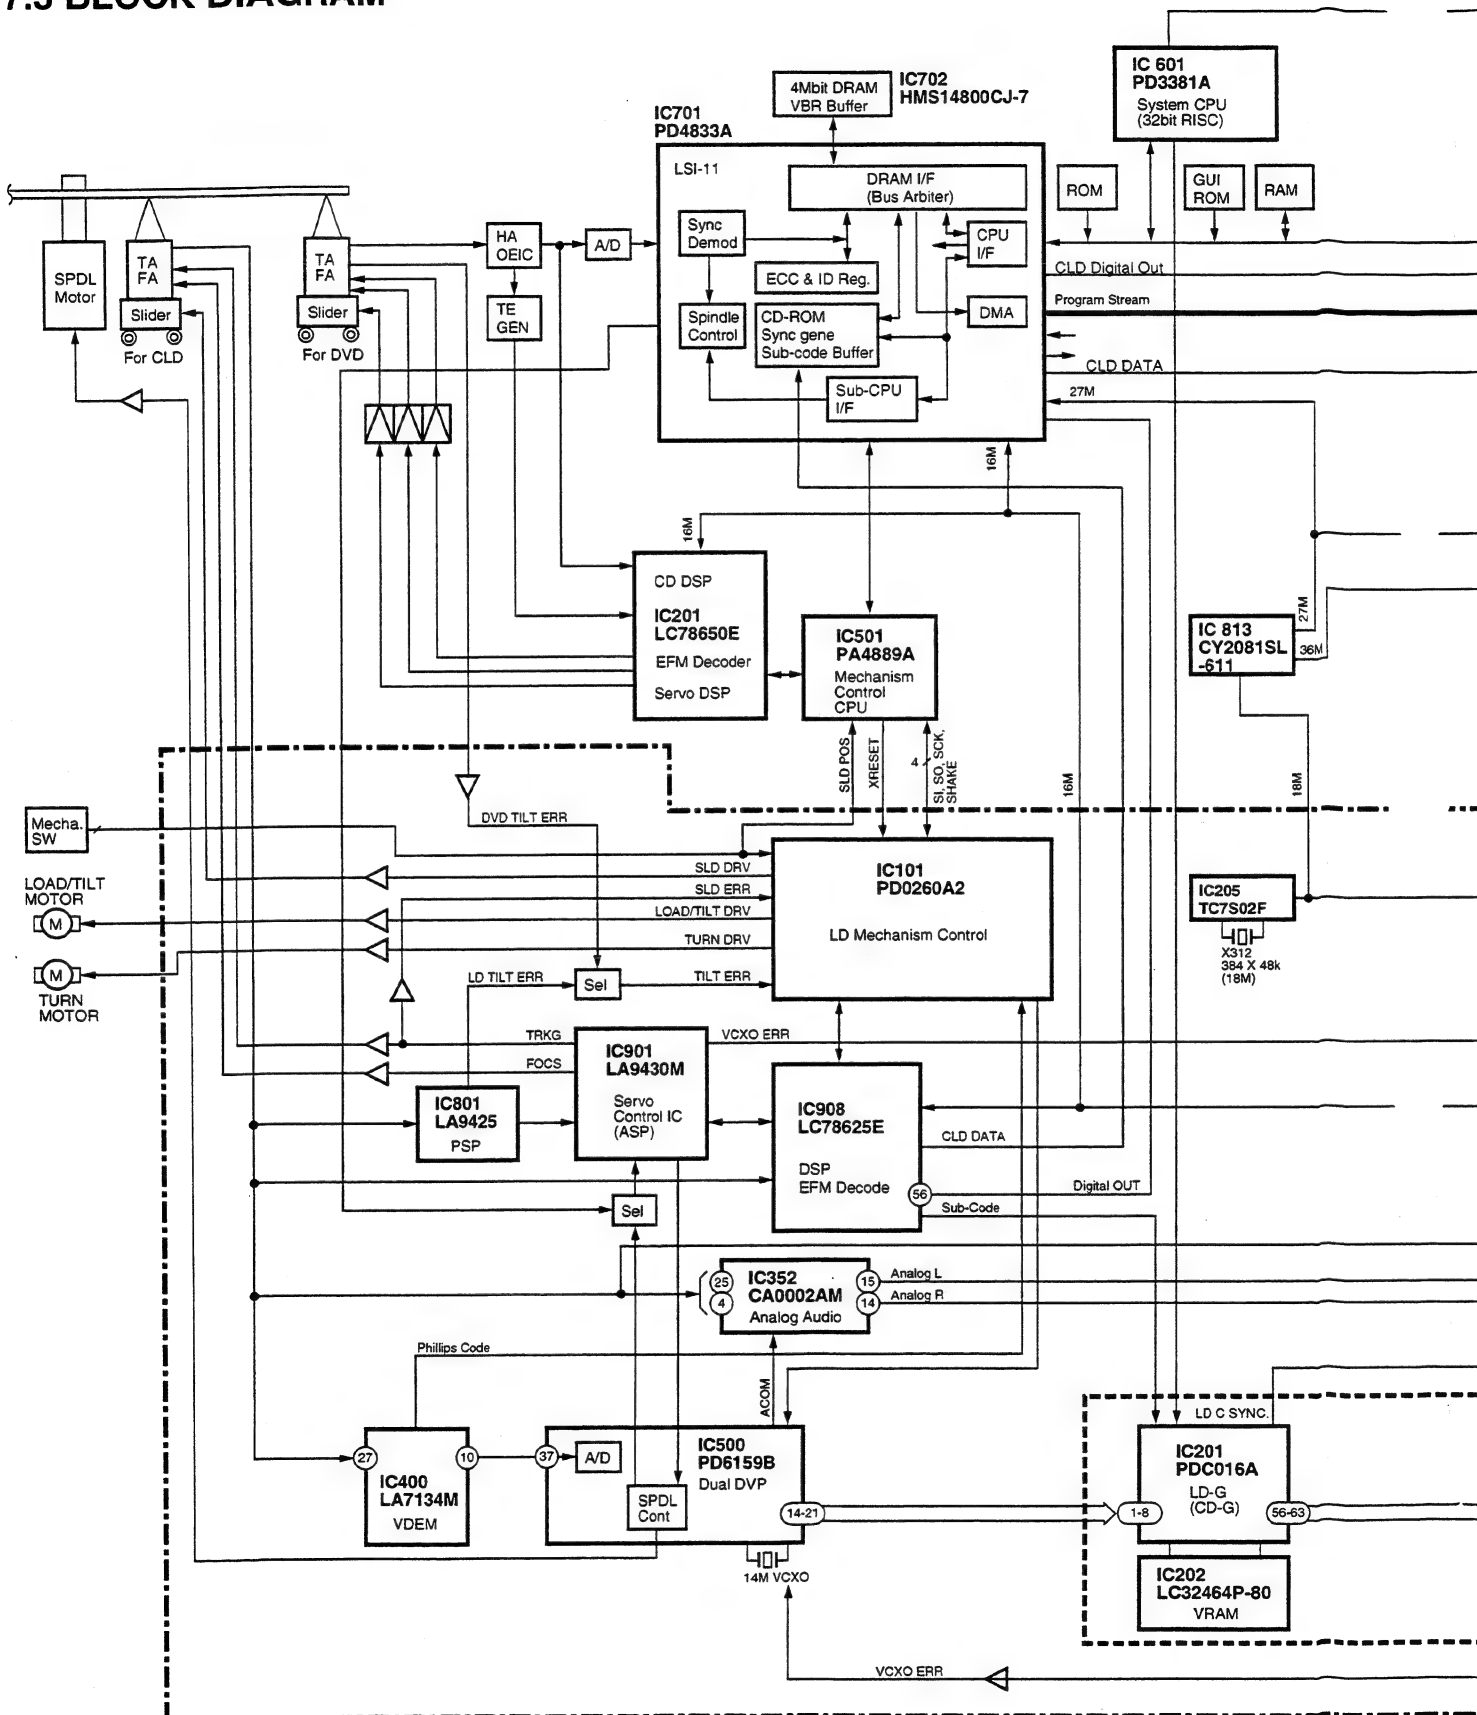 7.3 BLOCK DIAGRAM
IC 601
PD3381A
System CPU
(32bit RISC)
4Mbit DRAM
VBR Buffer
IC702
HMS14800CJ-7
IC701
PD4833A
LSI-11
DRAM I/F
(Bus Arbiter)
Sync
Demod
CPU
I/F
ECC & ID Reg.
Spindle
Control
CD-ROM
Sync gene
Sub-code Buffer
DMA
Sub-CPU
I/F
ROM
GUI
ROM
RAM
CLD Digital Out
Program Stream
CLD DATA
27M
16M
SPDL
Motor
TA
FA
Slider
For CLD
TA
FA
Slider
For DVD
HA
OEIC
A/D
TE
GEN
16M
CD DSP
IC201
LC78650E
EFM Decoder
Servo DSP
IC501
PA4889A
Mechanism
Control
CPU
IC 813
CY2081SL
-611
27M
36M
SLD POS
XRESET
4
SI, SO, SCK,
SHAKE
16M
18M
Mecha.
SW
LOAD/TILT
MOTOR
M
M
TURN
MOTOR
DVD TILT ERR
SLD DRV
SLD ERR
LOAD/TILT DRV
TURN DRV
LD TILT ERR
Sel
TILT ERR
IC101
PD0260A2
LD Mechanism Control
IC205
TC7S02F
X312
384 X 48k
(18M)
TRKG
FOCS
VCXO ERR
IC901
LA9430M
Servo
Control IC
(ASP)
IC801
LA9425
PSP
IC908
LC78625E
DSP
EFM Decode
CLD DATA
56
Digital OUT
Sub-Code
Sel
25
4
IC352
CA0002AM
Analog Audio
15
14
Analog L
Analog R
Phillips Code
ACOM
27
10
IC400
LA7134M
VDEM
37
A/D
IC500
PD6159B
Dual DVP
SPDL
Cont
14-21
14M VCXO
LD C SYNC.
IC201
PDC016A
LD-G
(CD-G)
1-8
56-63
IC202
LC32464P-80
VRAM
VCXO ERR